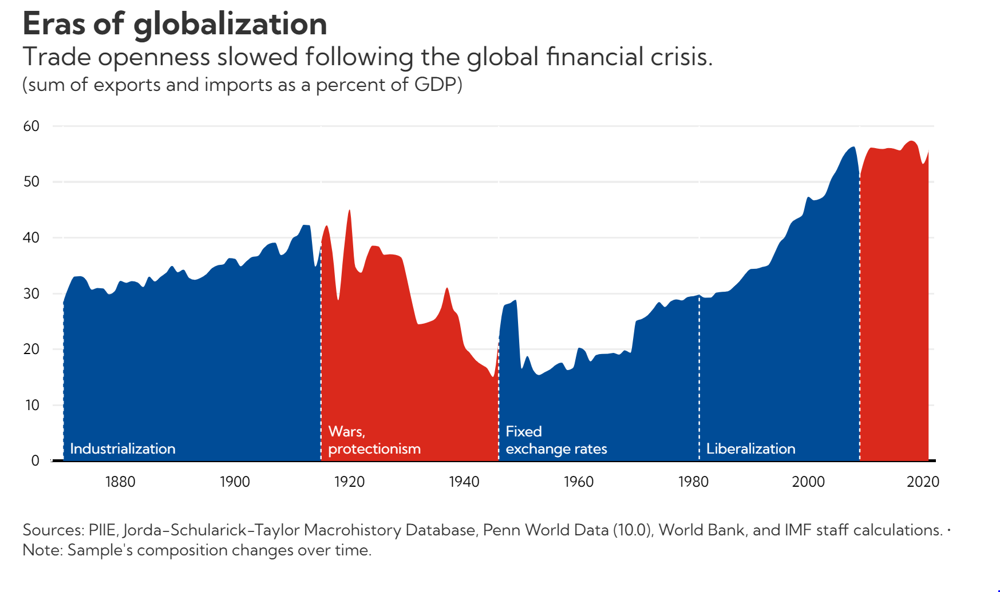 Eras of globalization
Trade openness slowed following the global financial crisis.
(sum of exports and imports as a percent of GDP)
60
50
40
30
20
10
0
Industrialization
Wars,
protectionism
Fixed
exchange rates
Liberalization
1880
1900
1920
1940
1960
1980
2000
2020
Sources: PIIE, Jorda-Schularick-Taylor Macrohistory Database, Penn World Data (10.0), World Bank, and IMF staff calculations. •
Note: Sample's composition changes over time.